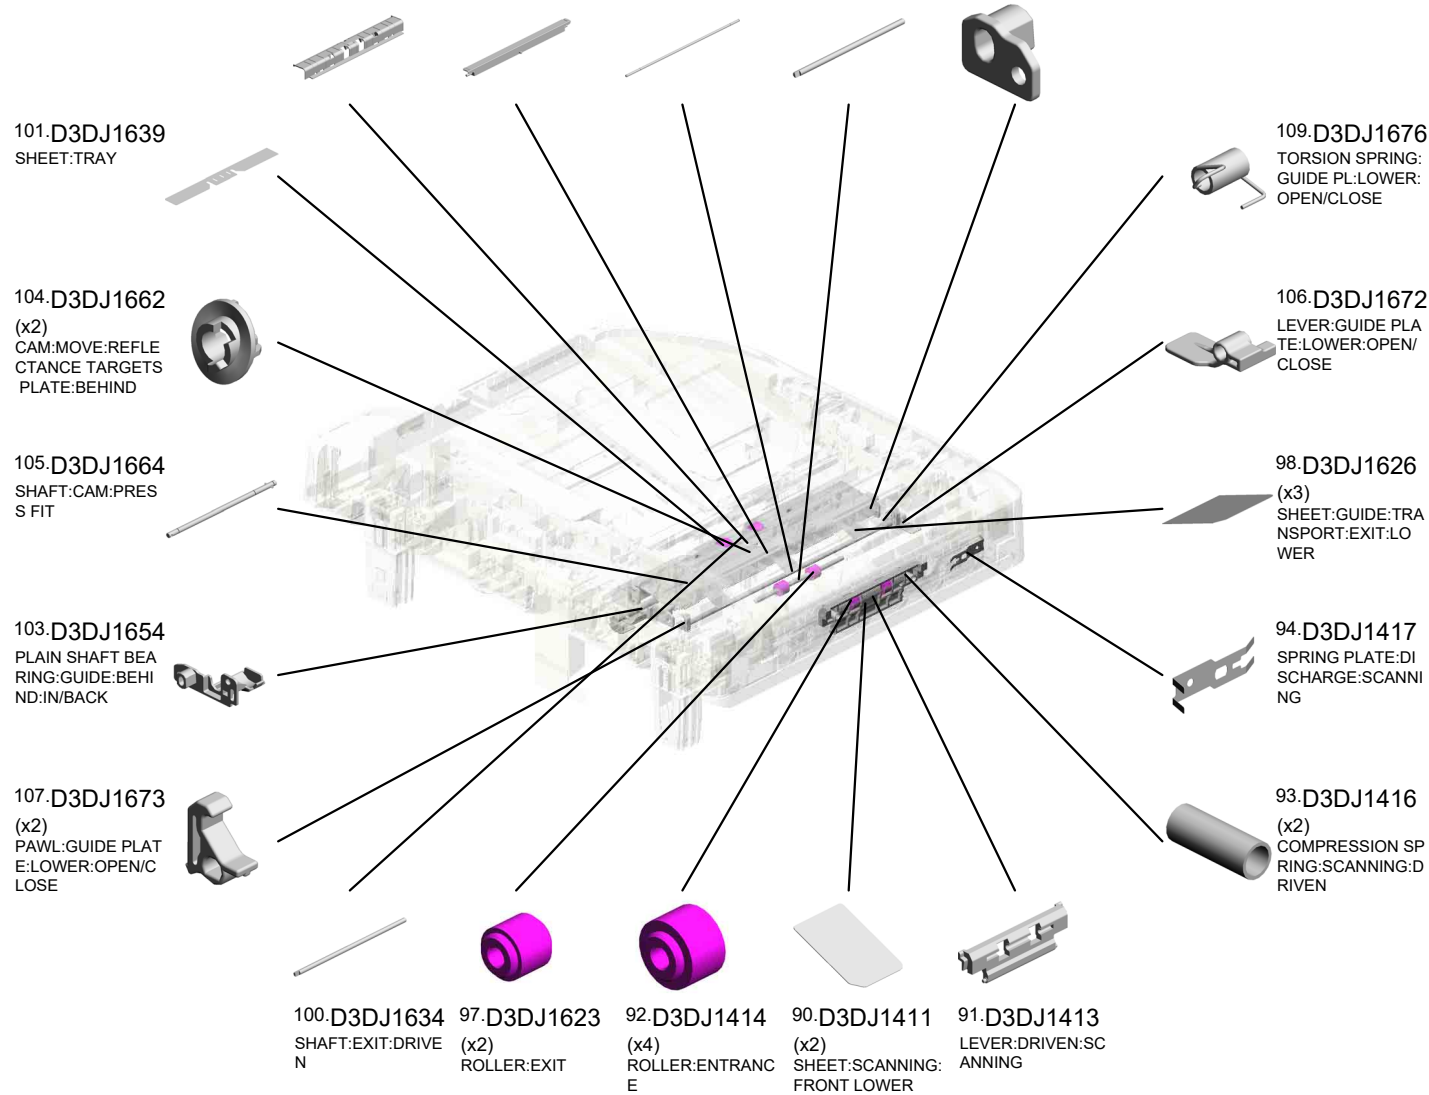 101.D3DJ1639
SHEET:TRAY
109.D3DJ1676
TORSION SPRING:
GUIDE PL:LOWER:
OPEN/CLOSE
104.D3DJ1662
(x2)
CAM:MOVE:REFLE
CTANCE TARGETS
PLATE:BEHIND
106.D3DJ1672
LEVER:GUIDE PLA
TE:LOWER:OPEN/
CLOSE
105.D3DJ1664
SHAFT:CAM:PRES
S FIT
98.D3DJ1626
(x3)
SHEET:GUIDE:TRA
NSPORT:EXIT:LO
WER
103.D3DJ1654
PLAIN SHAFT BEA
RING:GUIDE:BEHI
ND:IN/BACK
94.D3DJ1417
SPRING PLATE:DI
SCHARGE:SCANNI
NG
107.D3DJ1673
(x2)
PAWL:GUIDE PLAT
E:LOWER:OPEN/C
LOSE
93.D3DJ1416
(x2)
COMPRESSION SP
RING:SCANNING:D
RIVEN
100.D3DJ1634
SHAFT:EXIT:DRIVE
N
97.D3DJ1623
(x2)
ROLLER:EXIT
92.D3DJ1414
(x4)
ROLLER:ENTRANC
E
90.D3DJ1411
(x2)
SHEET:SCANNING:
FRONT LOWER
91.D3DJ1413
LEVER:DRIVEN:SC
ANNING